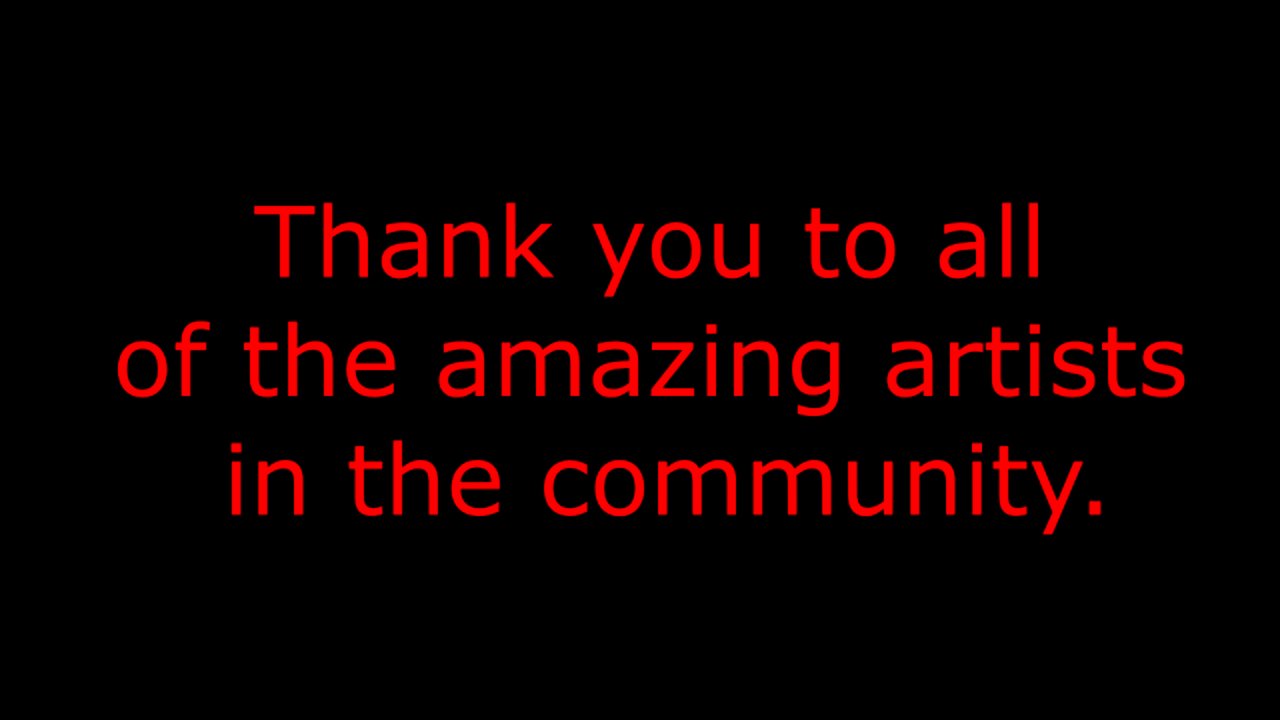 Thank you to all
of the amazing artists
in the community.